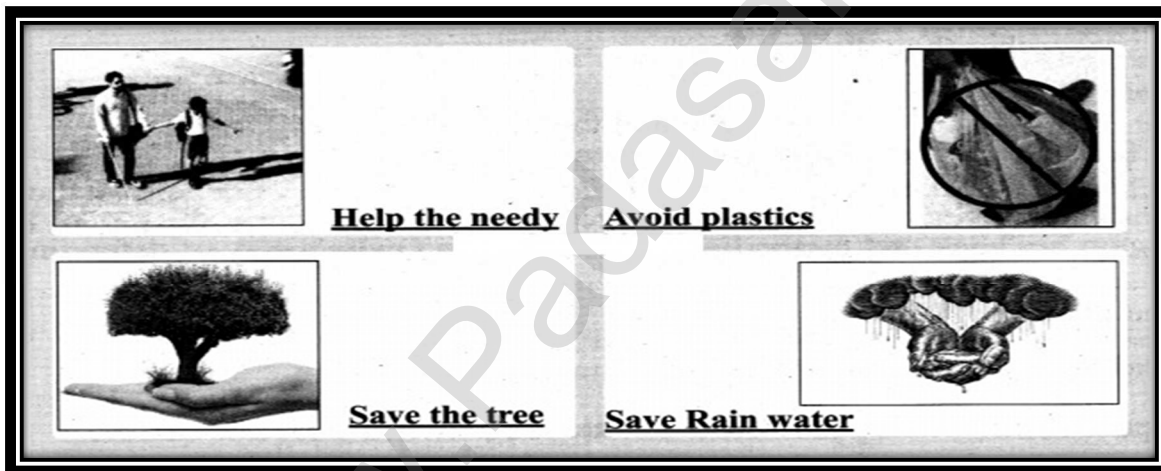 Help the needy
Avoid plastics
Save the tree
Save Rain water